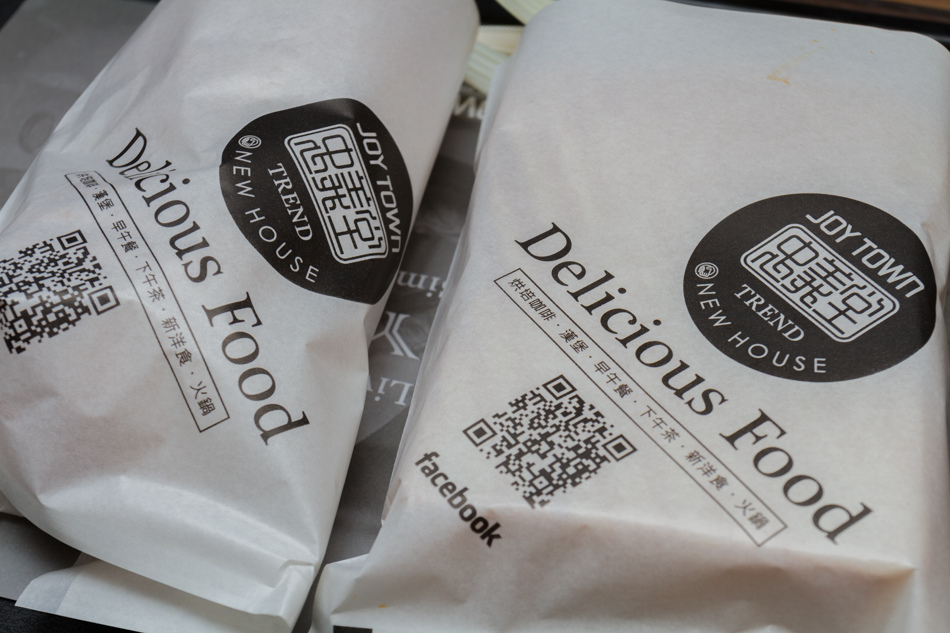 JOY TOWN
忠義堂
TREND
NEW HOUSE
Delicious Food
漢堡・早午餐・下午茶・新洋食・火鍋
JOY TOWN
忠義堂
TREND
NEW HOUSE
Delicious Food
烘焙咖啡・漢堡・早午餐・下午茶・新洋食・火鍋
facebook